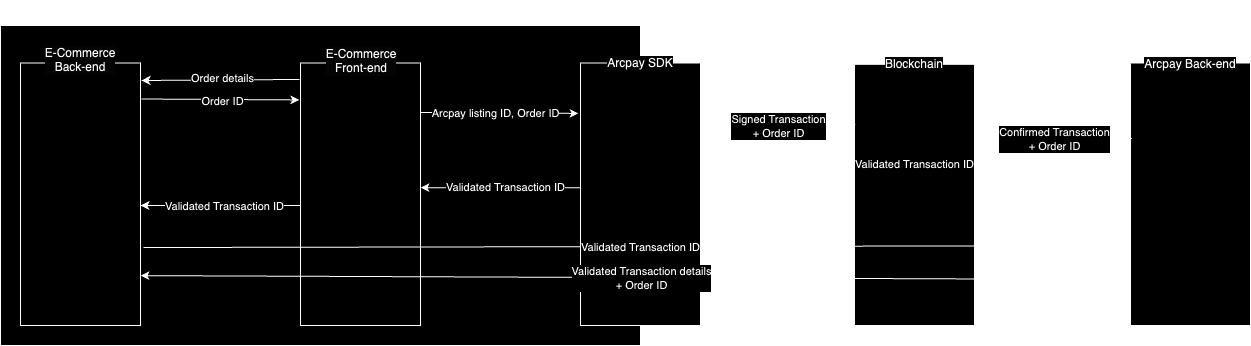 E-Commerce
Back-end
E-Commerce
Front-end
Arcpay SDK
Blockchain
Arcpay Back-end
Order details
Order ID
Arcpay listing ID, Order ID
Signed Transaction
+ Order ID
Confirmed Transaction
+ Order ID
Validated Transaction ID
Validated Transaction ID
Validated Transaction ID
Validated Transaction ID
Validated Transaction details
+ Order ID